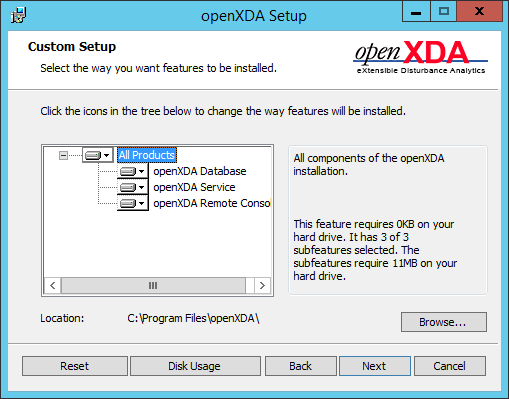 openXDA Setup
Custom Setup
Select the way you want features to be installed.
openXDA
eXtensible Disturbance Analytics
Click the icons in the tree below to change the way features will be installed.
All Products
openXDA Database
openXDA Service
openXDA Remote Consol
All components of the openXDA
installation.
This feature requires 0KB on your
hard drive. It has 3 of 3
subfeatures selected. The
subfeatures require 11MB on your
hard drive.
Location:
C:\Program Files\openXDA\
Browse...
Reset
Disk Usage
Back
Next
Cancel